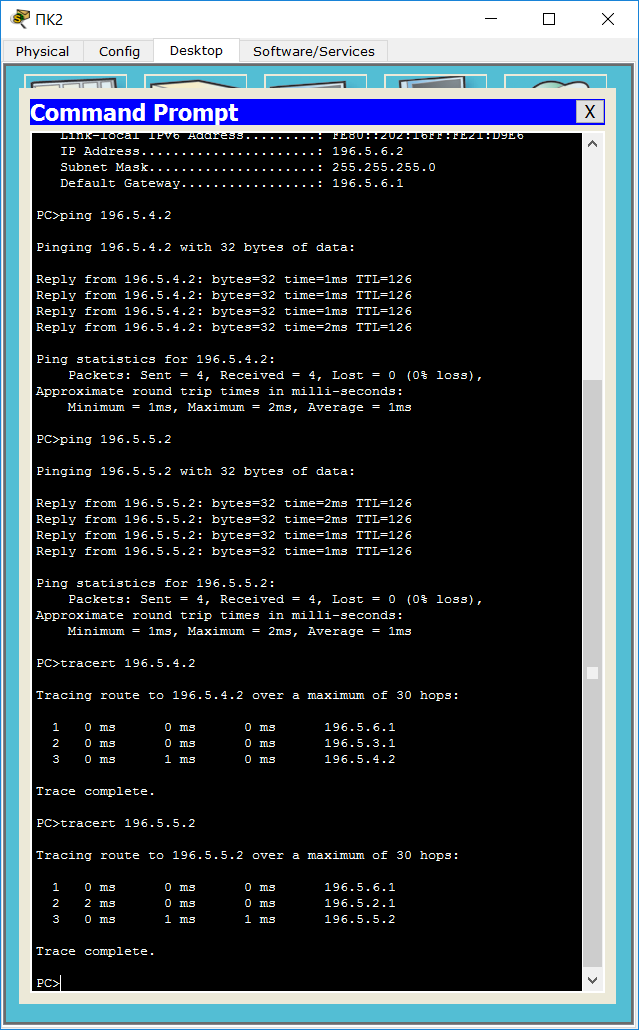 ПК2
Physical Config Desktop Software/Services
Command Prompt X
Link-local IPv6 Address.........: FE80::202:16FF:FE21:D9E6
IP Address......................: 196.5.6.2
Subnet Mask.....................: 255.255.255.0
Default Gateway.................: 196.5.6.1
PC>ping 196.5.4.2
Pinging 196.5.4.2 with 32 bytes of data:
Reply from 196.5.4.2: bytes=32 time=1ms TTL=126
Reply from 196.5.4.2: bytes=32 time=1ms TTL=126
Reply from 196.5.4.2: bytes=32 time=1ms TTL=126
Reply from 196.5.4.2: bytes=32 time=2ms TTL=126
Ping statistics for 196.5.4.2:
Packets: Sent = 4, Received = 4, Lost = 0 (0% loss),
Approximate round trip times in milli-seconds:
Minimum = 1ms, Maximum = 2ms, Average = 1ms
PC>ping 196.5.5.2
Pinging 196.5.5.2 with 32 bytes of data:
Reply from 196.5.5.2: bytes=32 time=2ms TTL=126
Reply from 196.5.5.2: bytes=32 time=2ms TTL=126
Reply from 196.5.5.2: bytes=32 time=1ms TTL=126
Reply from 196.5.5.2: bytes=32 time=1ms TTL=126
Ping statistics for 196.5.5.2:
Packets: Sent = 4, Received = 4, Lost = 0 (0% loss),
Approximate round trip times in milli-seconds:
Minimum = 1ms, Maximum = 2ms, Average = 1ms
PC>tracert 196.5.4.2
Tracing route to 196.5.4.2 over a maximum of 30 hops:
1 0 ms 0 ms 0 ms 196.5.6.1
2 0 ms 0 ms 0 ms 196.5.3.1
3 0 ms 1 ms 0 ms 196.5.4.2
Trace complete.
PC>tracert 196.5.5.2
Tracing route to 196.5.5.2 over a maximum of 30 hops:
1 0 ms 0 ms 0 ms 196.5.6.1
2 2 ms 0 ms 0 ms 196.5.2.1
3 0 ms 1 ms 1 ms 196.5.5.2
Trace complete.
PC>